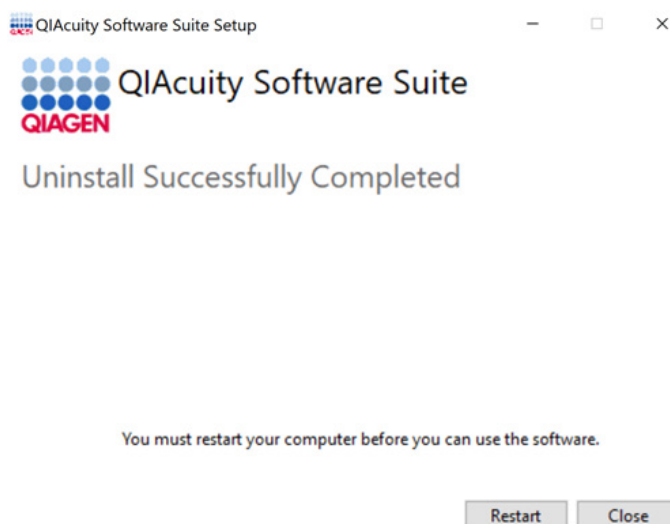 QIAcuity Software Suite Setup
QIAGEN
QIAcuity Software Suite
Uninstall Successfully Completed
You must restart your computer before you can use the software.
Restart
Close